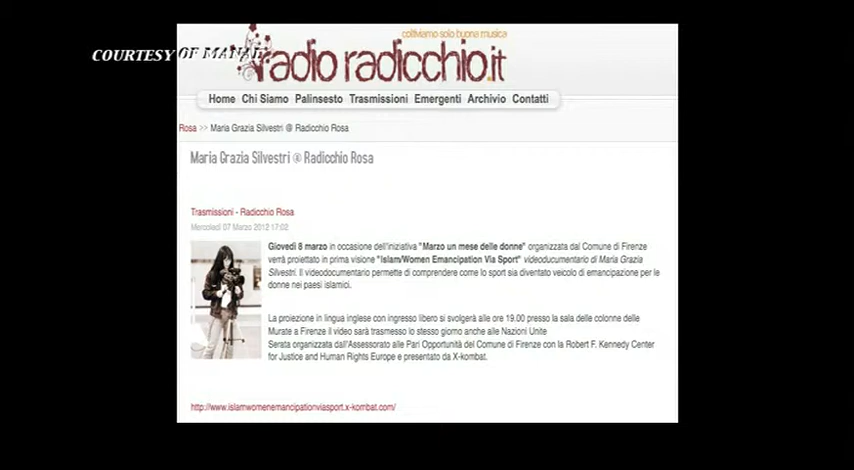 coltiviamo solo buona musica
COURTESY OF MANAE
radio radicchio.it
Home Chi Siamo Palinsesto Trasmissioni Emergenti Archivio Contatti
Rosa >> Maria Grazia Silvestri @ Radicchio Rosa
Maria Grazia Silvestri @ Radicchio Rosa
Trasmissioni - Radicchio Rosa
Mercoledì 07 Marzo 2012 17:02
Giovedì 8 marzo in occasione dell'iniziativa "Marzo un mese delle donne" organizzata dal Comune di Firenze
verrà proiettato in prima visione "Islam/Women Emancipation Via Sport" videoducumentario di Maria Grazia
Silvestri. Il videodocumentario permette di comprendere come lo sport sia diventato veicolo di emancipazione per le
donne nei paesi islamici.
La proiezione in lingua inglese con ingresso libero si svolgerà alle ore 19.00 presso la sala delle colonne delle
Murate a Firenze il video sarà trasmesso lo stesso giorno anche alle Nazioni Unite
Serata organizzata dall'Assessorato alle Pari Opportunità del Comune di Firenze con la Robert F. Kennedy Center
for Justice and Human Rights Europe e presentato da X-kombat.
http://www.islamwomenemancipationviasport.x-kombat.com/